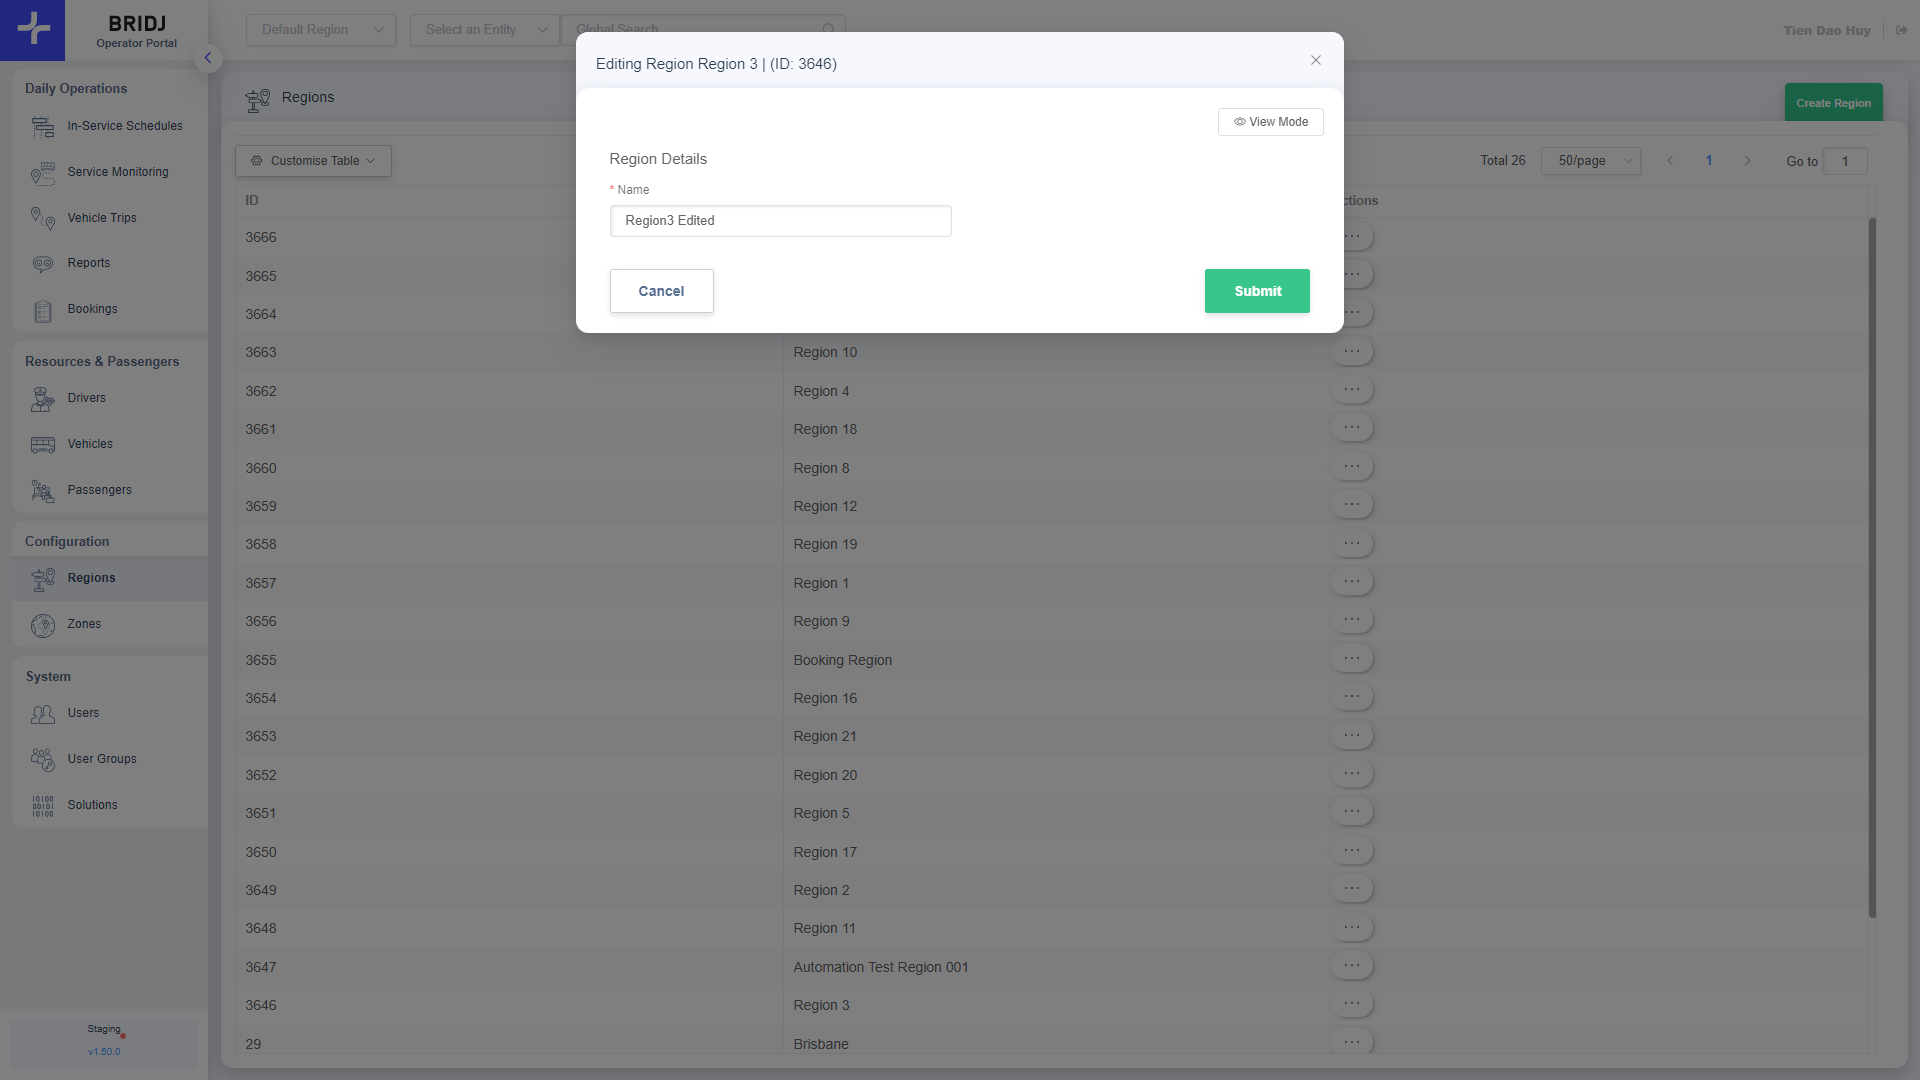 BRIDJ
Operator Portal
Default Region
Select an Entity
Global Search
Tien Dao Huy
Daily Operations
In-Service Schedules
Service Monitoring
Vehicle Trips
Reports
Bookings
Resources & Passengers
Drivers
Vehicles
Passengers
Configuration
Regions
Zones
System
Users
User Groups
Solutions
Staging
v1.50.0
Regions
Create Region
Customise Table
Total 26
50/page
1
Go to
1
Editing Region Region 3 | (ID: 3646)
View Mode
Region Details
* Name
Region3 Edited
Cancel
Submit
ID
ctions
3666
3665
3664
3663 Region 10
3662 Region 4
3661 Region 18
3660 Region 8
3659 Region 12
3658 Region 19
3657 Region 1
3656 Region 9
3655 Booking Region
3654 Region 16
3653 Region 21
3652 Region 20
3651 Region 5
3650 Region 17
3649 Region 2
3648 Region 11
3647 Automation Test Region 001
3646 Region 3
29 Brisbane